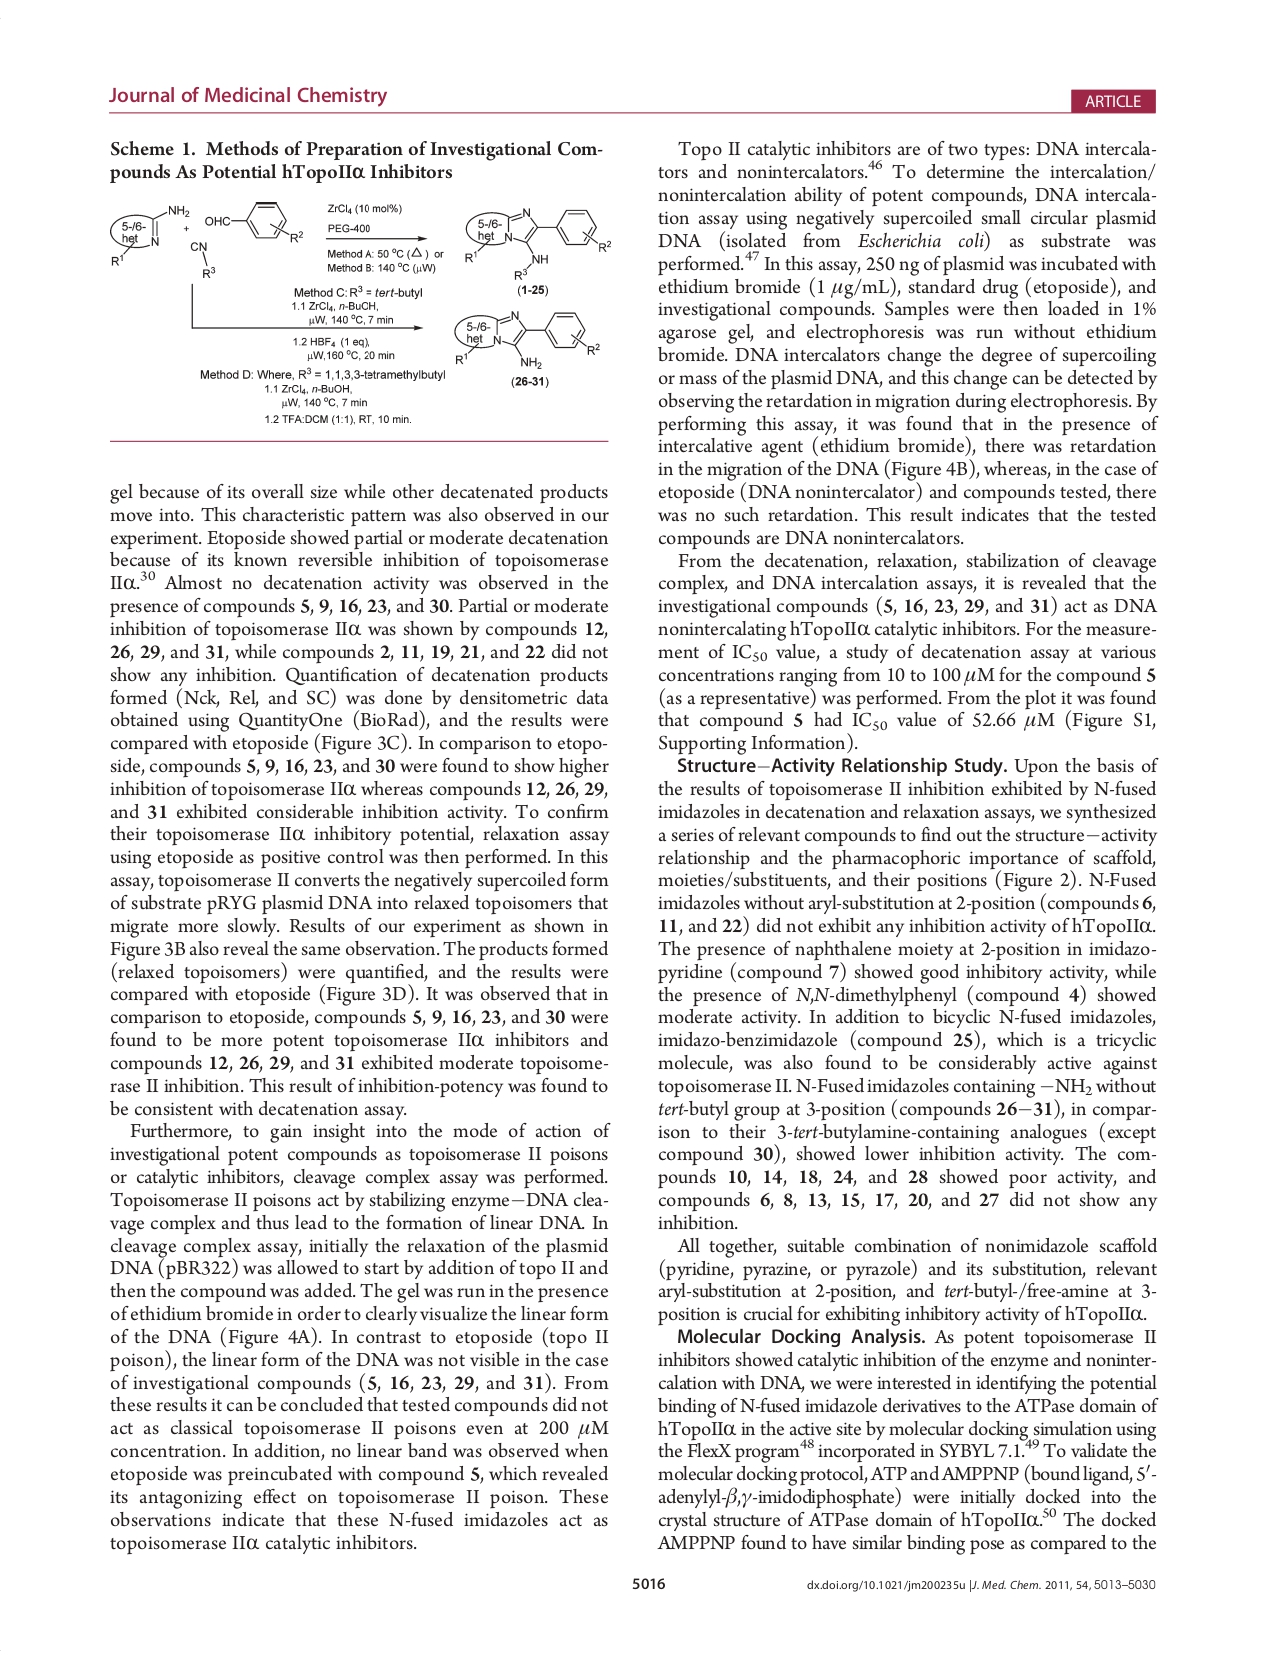 Journal of Medicinal Chemistry
ARTICLE
Scheme 1. Methods of Preparation of Investigational Com-
pounds As Potential hTopoIIα Inhibitors
5-/6-
het
NH2
N
R1
+
OHC
R2
CN
R3
ZrCl4 (10 mol%)
PEG-400
Method A: 50 °C (△) or
Method B: 140 °C (μW)
5-/6-
het
N
N
R1
R2
NH
R3
(1-25)
Method C: R3 = tert-butyl
1.1 ZrCl4, n-BuOH,
μW, 140 °C, 7 min
1.2 HBF4 (1 eq),
μW,160 °C, 20 min
Method D: Where, R3 = 1,1,3,3-tetramethylbutyl
1.1 ZrCl4, n-BuOH,
μW, 140 °C, 7 min
1.2 TFA:DCM (1:1), RT, 10 min.
5-/6-
het
N
N
R1
R2
NH2
(26-31)
gel because of its overall size while other decatenated products
move into. This characteristic pattern was also observed in our
experiment. Etoposide showed partial or moderate decatenation
because of its known reversible inhibition of topoisomerase
IIα.30 Almost no decatenation activity was observed in the
presence of compounds 5, 9, 16, 23, and 30. Partial or moderate
inhibition of topoisomerase IIα was shown by compounds 12,
26, 29, and 31, while compounds 2, 11, 19, 21, and 22 did not
show any inhibition. Quantification of decatenation products
formed (Nck, Rel, and SC) was done by densitometric data
obtained using QuantityOne (BioRad), and the results were
compared with etoposide (Figure 3C). In comparison to etopo-
side, compounds 5, 9, 16, 23, and 30 were found to show higher
inhibition of topoisomerase IIα whereas compounds 12, 26, 29,
and 31 exhibited considerable inhibition activity. To confirm
their topoisomerase IIα inhibitory potential, relaxation assay
using etoposide as positive control was then performed. In this
assay, topoisomerase II converts the negatively supercoiled form
of substrate pRYG plasmid DNA into relaxed topoisomers that
migrate more slowly. Results of our experiment as shown in
Figure 3B also reveal the same observation. The products formed
(relaxed topoisomers) were quantified, and the results were
compared with etoposide (Figure 3D). It was observed that in
comparison to etoposide, compounds 5, 9, 16, 23, and 30 were
found to be more potent topoisomerase IIα inhibitors and
compounds 12, 26, 29, and 31 exhibited moderate topoisome-
rase II inhibition. This result of inhibition-potency was found to
be consistent with decatenation assay.
Furthermore, to gain insight into the mode of action of
investigational potent compounds as topoisomerase II poisons
or catalytic inhibitors, cleavage complex assay was performed.
Topoisomerase II poisons act by stabilizing enzyme−DNA clea-
vage complex and thus lead to the formation of linear DNA. In
cleavage complex assay, initially the relaxation of the plasmid
DNA (pBR322) was allowed to start by addition of topo II and
then the compound was added. The gel was run in the presence
of ethidium bromide in order to clearly visualize the linear form
of the DNA (Figure 4A). In contrast to etoposide (topo II
poison), the linear form of the DNA was not visible in the case
of investigational compounds (5, 16, 23, 29, and 31). From
these results it can be concluded that tested compounds did not
act as classical topoisomerase II poisons even at 200 μM
concentration. In addition, no linear band was observed when
etoposide was preincubated with compound 5, which revealed
its antagonizing effect on topoisomerase II poison. These
observations indicate that these N-fused imidazoles act as
topoisomerase IIα catalytic inhibitors.
Topo II catalytic inhibitors are of two types: DNA intercala-
tors and nonintercalators.46 To determine the intercalation/
nonintercalation ability of potent compounds, DNA intercala-
tion assay using negatively supercoiled small circular plasmid
DNA (isolated from Escherichia coli) as substrate was
performed.47 In this assay, 250 ng of plasmid was incubated with
ethidium bromide (1 μg/mL), standard drug (etoposide), and
investigational compounds. Samples were then loaded in 1%
agarose gel, and electrophoresis was run without ethidium
bromide. DNA intercalators change the degree of supercoiling
or mass of the plasmid DNA, and this change can be detected by
observing the retardation in migration during electrophoresis. By
performing this assay, it was found that in the presence of
intercalative agent (ethidium bromide), there was retardation
in the migration of the DNA (Figure 4B), whereas, in the case of
etoposide (DNA nonintercalator) and compounds tested, there
was no such retardation. This result indicates that the tested
compounds are DNA nonintercalators.
From the decatenation, relaxation, stabilization of cleavage
complex, and DNA intercalation assays, it is revealed that the
investigational compounds (5, 16, 23, 29, and 31) act as DNA
nonintercalating hTopoIIα catalytic inhibitors. For the measure-
ment of IC50 value, a study of decatenation assay at various
concentrations ranging from 10 to 100 μM for the compound 5
(as a representative) was performed. From the plot it was found
that compound 5 had IC50 value of 52.66 μM (Figure S1,
Supporting Information).
Structure−Activity Relationship Study. Upon the basis of
the results of topoisomerase II inhibition exhibited by N-fused
imidazoles in decatenation and relaxation assays, we synthesized
a series of relevant compounds to find out the structure−activity
relationship and the pharmacophoric importance of scaffold,
moieties/substituents, and their positions (Figure 2). N-Fused
imidazoles without aryl-substitution at 2-position (compounds 6,
11, and 22) did not exhibit any inhibition activity of hTopoIIα.
The presence of naphthalene moiety at 2-position in imidazo-
pyridine (compound 7) showed good inhibitory activity, while
the presence of N,N-dimethylphenyl (compound 4) showed
moderate activity. In addition to bicyclic N-fused imidazoles,
imidazo-benzimidazole (compound 25), which is a tricyclic
molecule, was also found to be considerably active against
topoisomerase II. N-Fused imidazoles containing −NH2 without
tert-butyl group at 3-position (compounds 26−31), in compar-
ison to their 3-tert-butylamine-containing analogues (except
compound 30), showed lower inhibition activity. The com-
pounds 10, 14, 18, 24, and 28 showed poor activity, and
compounds 6, 8, 13, 15, 17, 20, and 27 did not show any
inhibition.
All together, suitable combination of nonimidazole scaffold
(pyridine, pyrazine, or pyrazole) and its substitution, relevant
aryl-substitution at 2-position, and tert-butyl-/free-amine at 3-
position is crucial for exhibiting inhibitory activity of hTopoIIα.
Molecular Docking Analysis. As potent topoisomerase II
inhibitors showed catalytic inhibition of the enzyme and noninter-
calation with DNA, we were interested in identifying the potential
binding of N-fused imidazole derivatives to the ATPase domain of
hTopoIIα in the active site by molecular docking simulation using
the FlexX program48 incorporated in SYBYL 7.1.49 To validate the
molecular docking protocol, ATP and AMPPNP (bound ligand, 5′-
adenylyl-β,γ-imidodiphosphate) were initially docked into the
crystal structure of ATPase domain of hTopoIIα.50 The docked
AMPPNP found to have similar binding pose as compared to the
5016
dx.doi.org/10.1021/jm200235u |J. Med. Chem. 2011, 54, 5013–5030